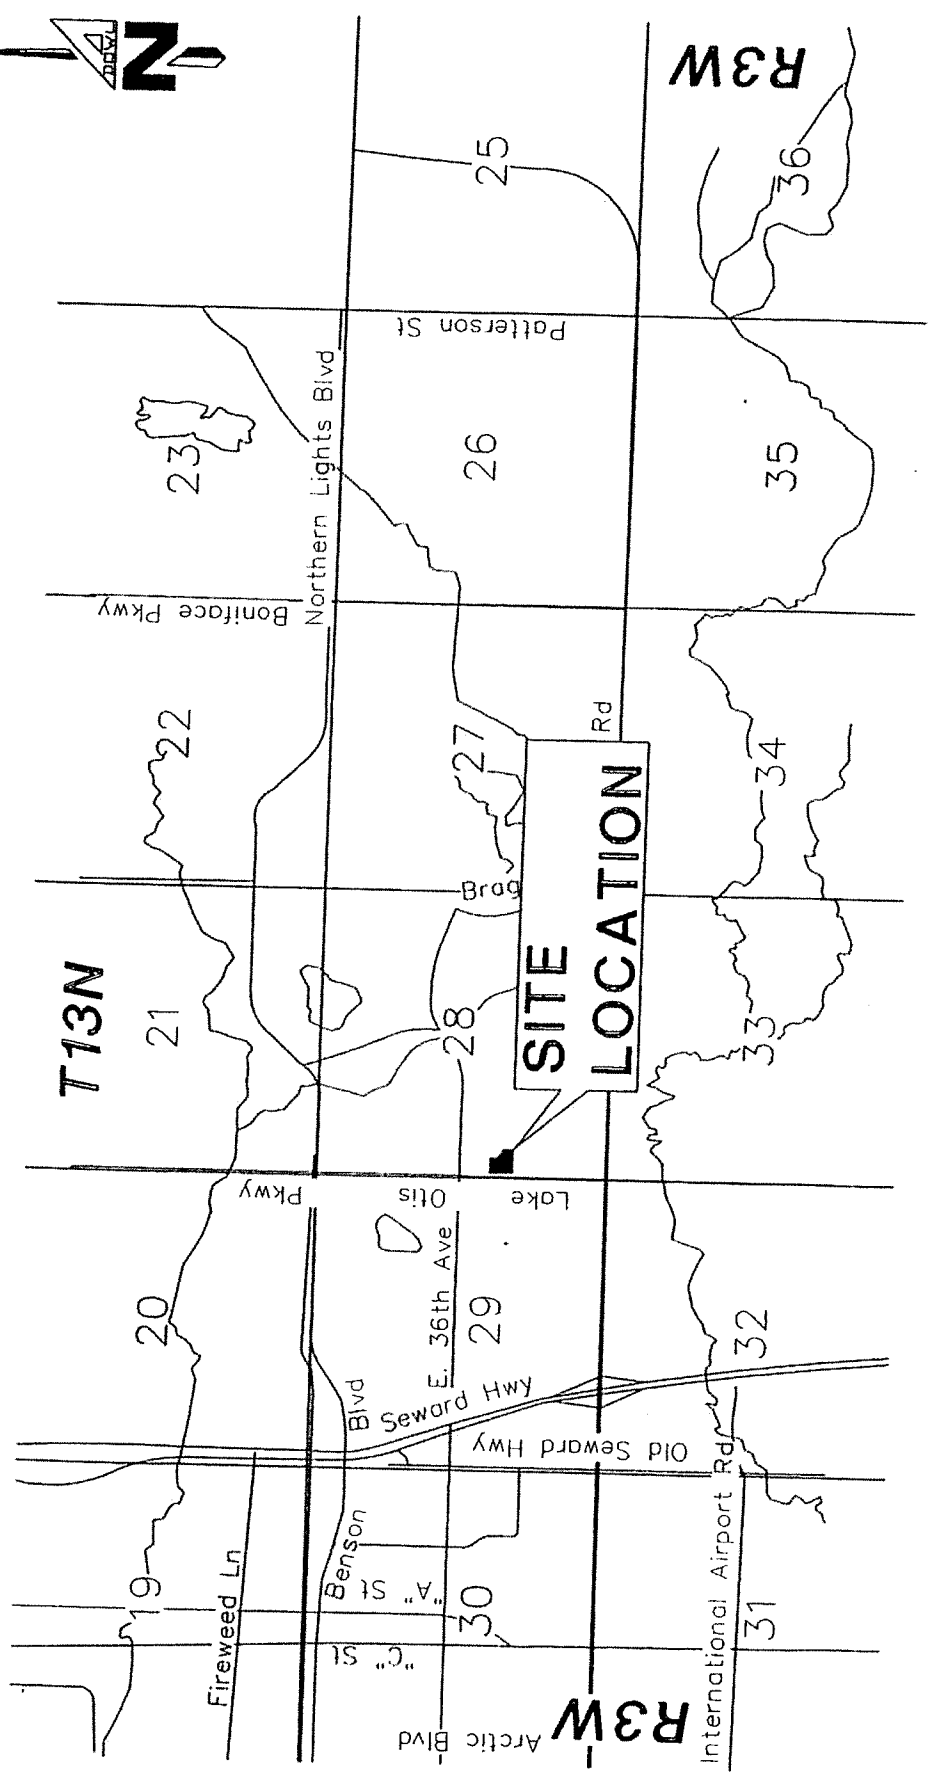 DOWL
N
T13N
R3W
R3W
19
20
21
22
23
25
26
27
28
29
30
31
32
33
34
35
36
Fireweed Ln
Northern Lights Blvd
Benson Blvd
E. 36th Ave
Rd
International Airport Rd
Arctic Blvd
"C" St
"A" St
Old Seward Hwy
Seward Hwy
Lake Otis Pkwy
Brag
Boniface Pkwy
Patterson St
SITE
LOCATION